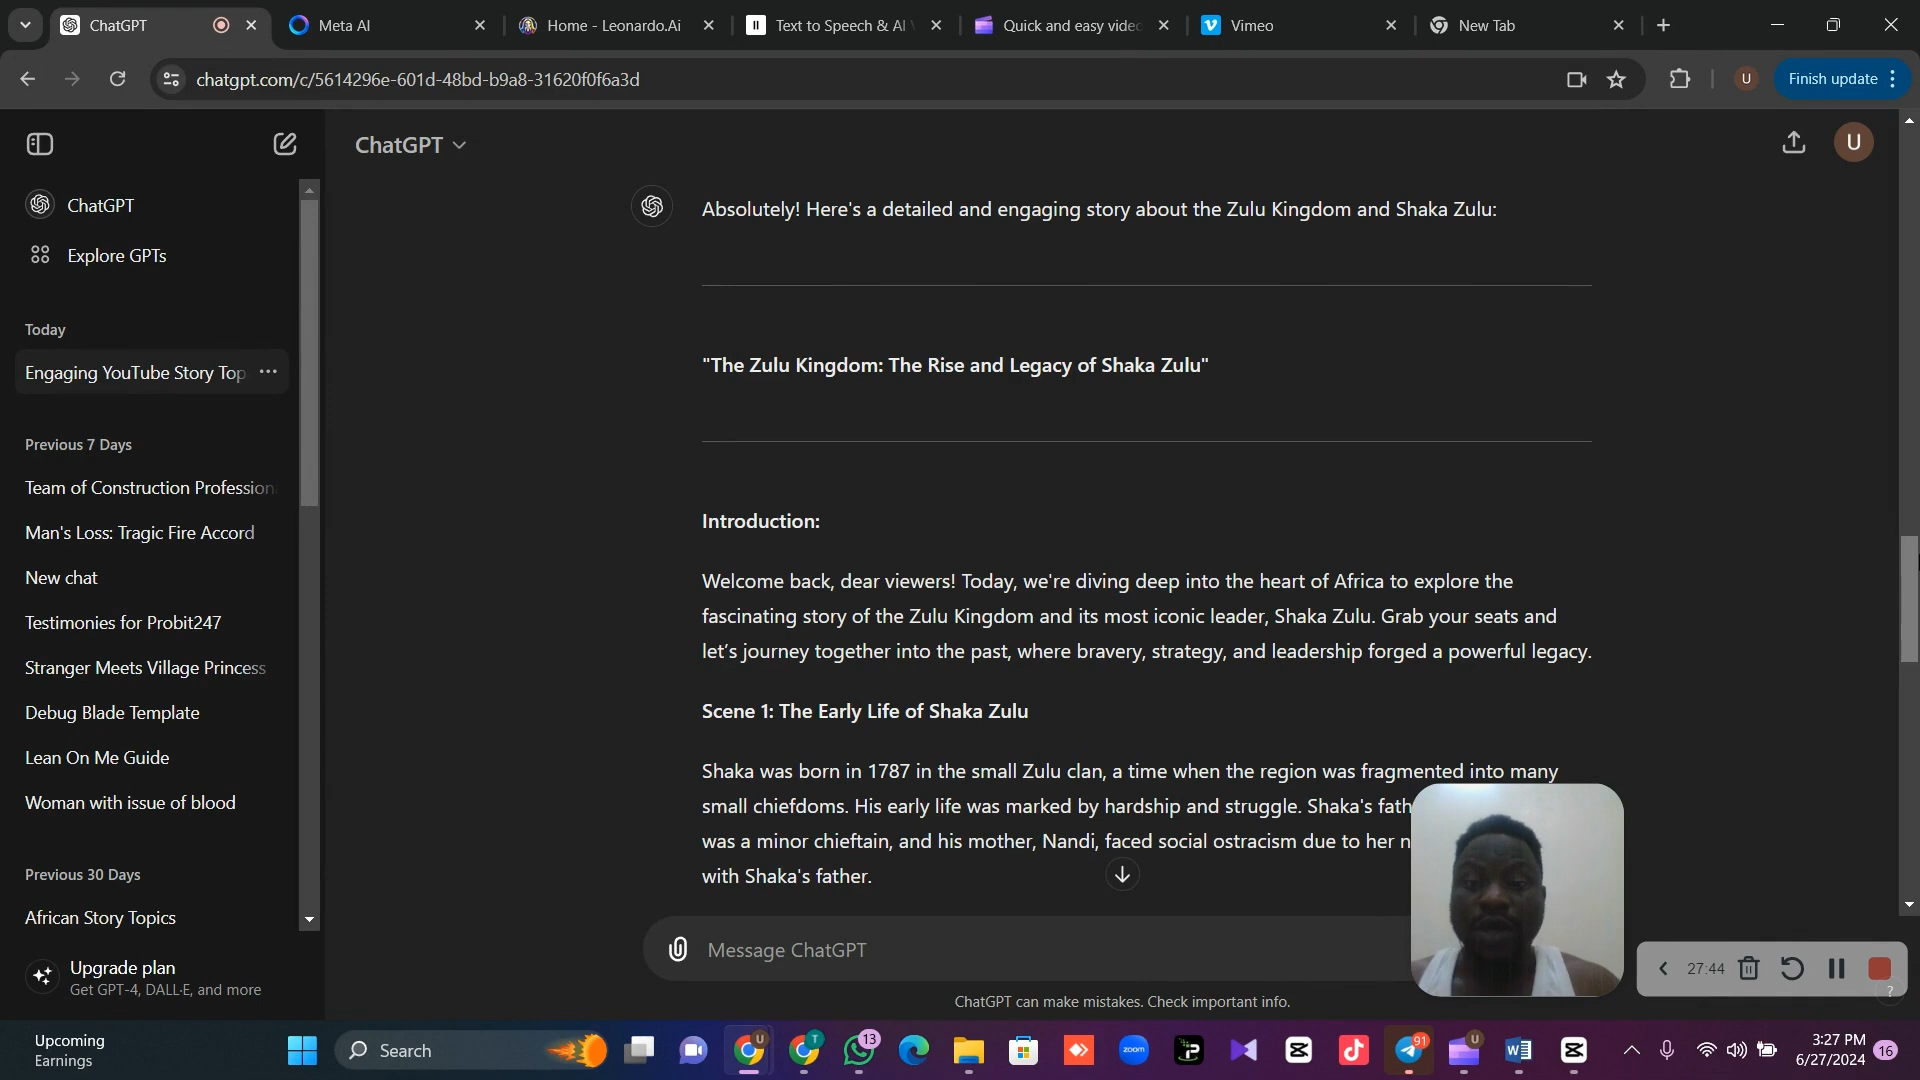 ChatGPT
Meta AI
Home - Leonardo.Ai
Text to Speech & AI
Quick and easy video
Vimeo
New Tab
chatgpt.com/c/5614296e-601d-48bd-b9a8-31620f0f6a3d
U
Finish update
ChatGPT
U
ChatGPT
Explore GPTs
Today
Engaging YouTube Story Top
Previous 7 Days
Team of Construction Profession
Man's Loss: Tragic Fire Accord
New chat
Testimonies for Probit247
Stranger Meets Village Princess
Debug Blade Template
Lean On Me Guide
Woman with issue of blood
Previous 30 Days
African Story Topics
Upgrade plan
Get GPT-4, DALL·E, and more
Absolutely! Here's a detailed and engaging story about the Zulu Kingdom and Shaka Zulu:
"The Zulu Kingdom: The Rise and Legacy of Shaka Zulu"
Introduction:
Welcome back, dear viewers! Today, we're diving deep into the heart of Africa to explore the
fascinating story of the Zulu Kingdom and its most iconic leader, Shaka Zulu. Grab your seats and
let’s journey together into the past, where bravery, strategy, and leadership forged a powerful legacy.
Scene 1: The Early Life of Shaka Zulu
Shaka was born in 1787 in the small Zulu clan, a time when the region was fragmented into many
small chiefdoms. His early life was marked by hardship and struggle. Shaka's fath
was a minor chieftain, and his mother, Nandi, faced social ostracism due to her n
with Shaka's father.
Message ChatGPT
ChatGPT can make mistakes. Check important info.
27:44
?
Upcoming
Earnings
Search
U
T
13
zoom
91
U
3:27 PM
6/27/2024
16